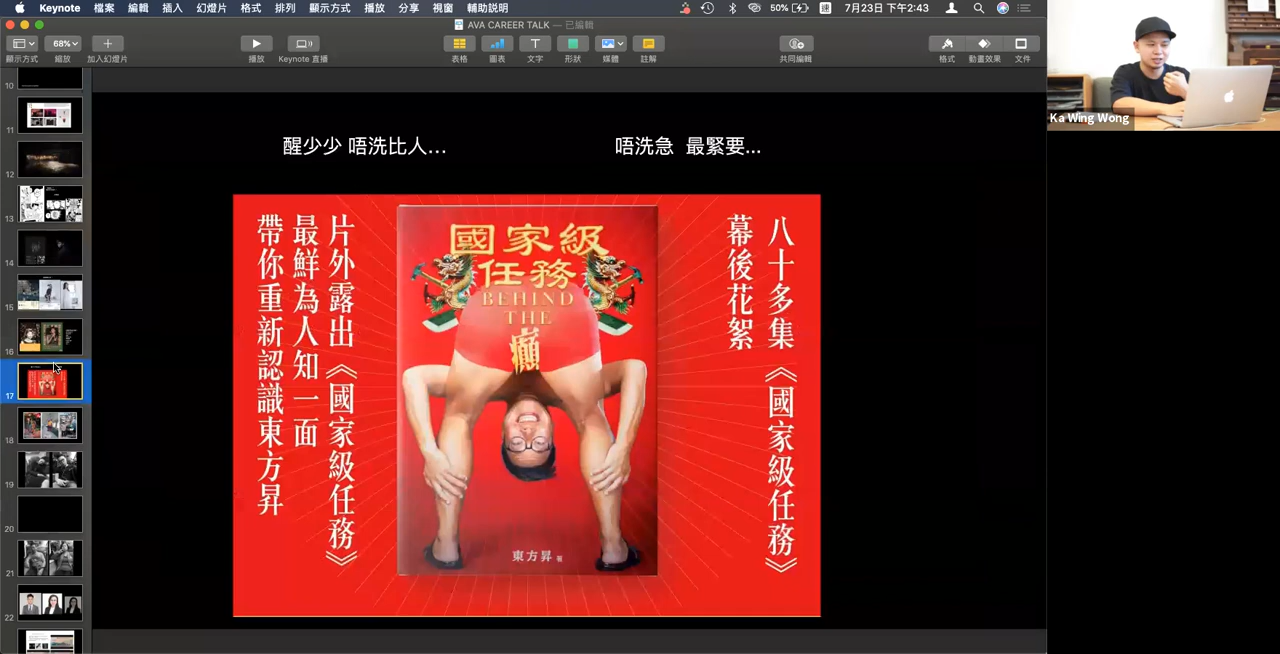 Keynote 檔案 編輯 插入 幻燈片 格式 排列 顯示方式 播放 分享 視窗 輔助說明
50% 7月23日 下午2:43
AVA CAREER TALK — 已編輯
68%
顯示方式 縮放 加入幻燈片 播放 Keynote 直播 表格 圖表 文字 形狀 媒體 註解 共同編輯 格式 動畫效果 文件
Ka Wing Wong
10
11
12
13
14
15
16
17
18
19
20
21
22
醒少少 唔洗比人...
唔洗急 最緊要...
八十多集《國家級任務》
幕後花絮
國家級
任務
BEHIND
THE
癲
東方昇 著
片外露出《國家級任務》
最鮮為人知一面
帶你重新認識東方昇